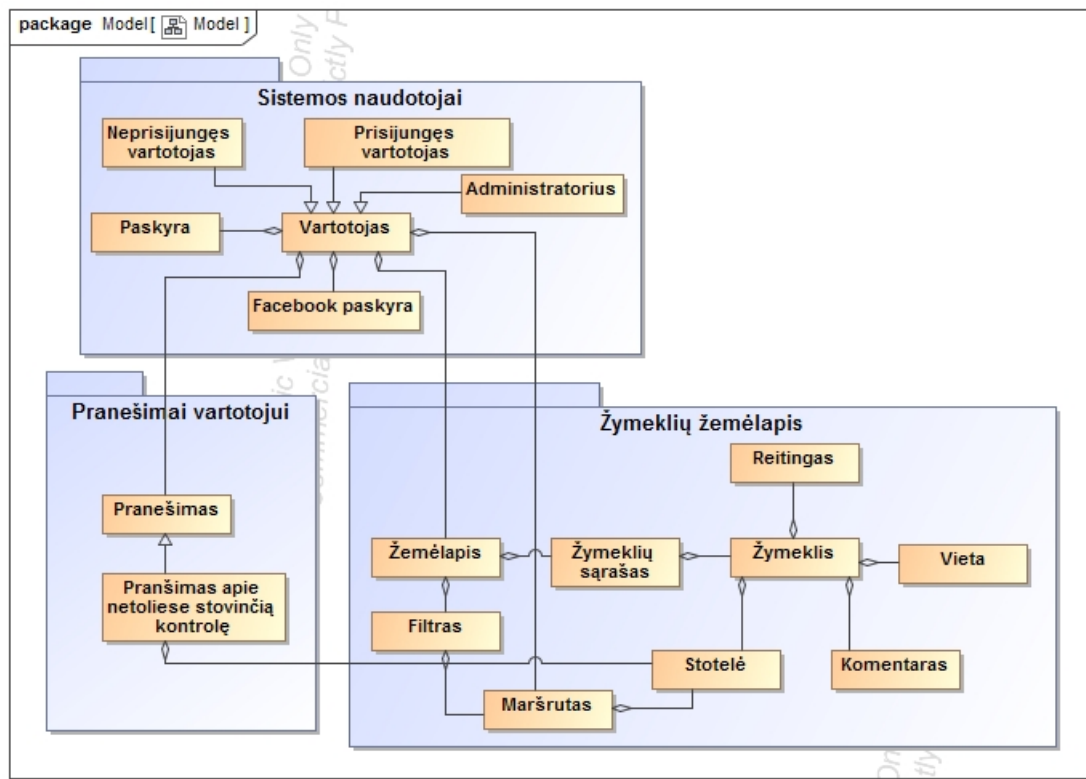 package Model[ Model ]
Sistemos naudotojai
Neprisijungęs
vartotojas
Prisijungęs
vartotojas
Administratorius
Paskyra
Vartotojas
Facebook paskyra
Pranešimai vartotojui
Pranešimas
Pranšimas apie
netoliese stovinčią
kontrolę
Žymeklių žemėlapis
Reitingas
Žemėlapis
Žymeklių
sąrašas
Žymeklis
Vieta
Filtras
Stotelė
Komentaras
Maršrutas